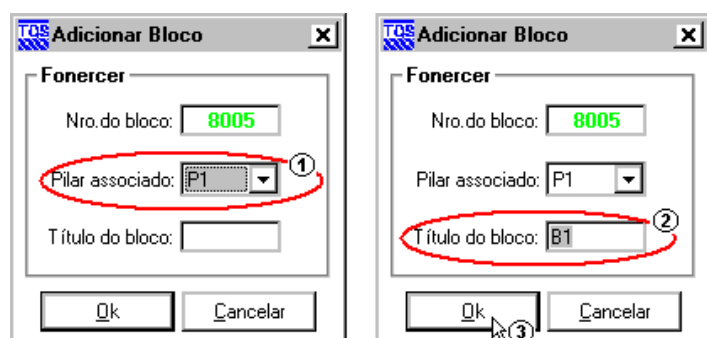 TQS Adicionar Bloco
Fonercer
Nro.do bloco: 8005
Pilar associado: P1
1
Título do bloco:
Ok Cancelar
TQS Adicionar Bloco
Fonercer
Nro.do bloco: 8005
Pilar associado: P1
Título do bloco: B1
2
Ok Cancelar
3